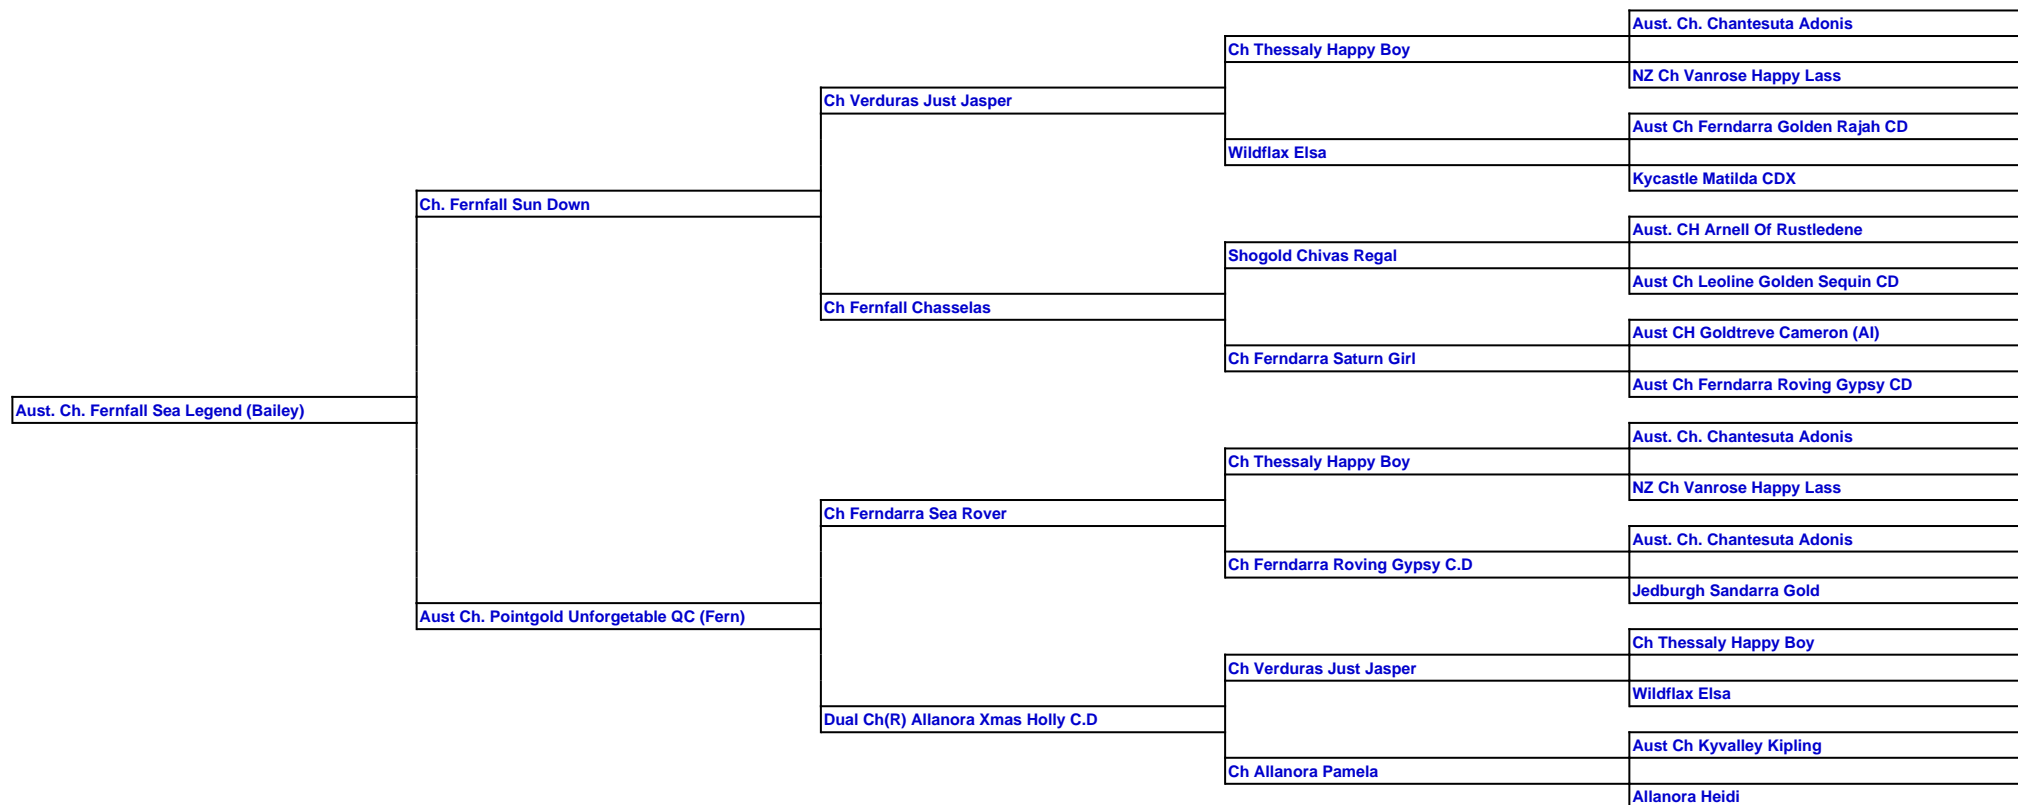 Aust. Ch. Chantesuta Adonis
Ch Thessaly Happy Boy
NZ Ch Vanrose Happy Lass
Ch Verduras Just Jasper
Aust Ch Ferndarra Golden Rajah CD
Wildflax Elsa
Kycastle Matilda CDX
Ch. Fernfall Sun Down
Aust. CH Arnell Of Rustledene
Shogold Chivas Regal
Aust Ch Leoline Golden Sequin CD
Ch Fernfall Chasselas
Aust CH Goldtreve Cameron (AI)
Ch Ferndarra Saturn Girl
Aust Ch Ferndarra Roving Gypsy CD
Aust. Ch. Fernfall Sea Legend (Bailey)
Aust. Ch. Chantesuta Adonis
Ch Thessaly Happy Boy
NZ Ch Vanrose Happy Lass
Ch Ferndarra Sea Rover
Aust. Ch. Chantesuta Adonis
Ch Ferndarra Roving Gypsy C.D
Jedburgh Sandarra Gold
Aust Ch. Pointgold Unforgetable QC (Fern)
Ch Thessaly Happy Boy
Ch Verduras Just Jasper
Wildflax Elsa
Dual Ch(R) Allanora Xmas Holly C.D
Aust Ch Kyvalley Kipling
Ch Allanora Pamela
Allanora Heidi